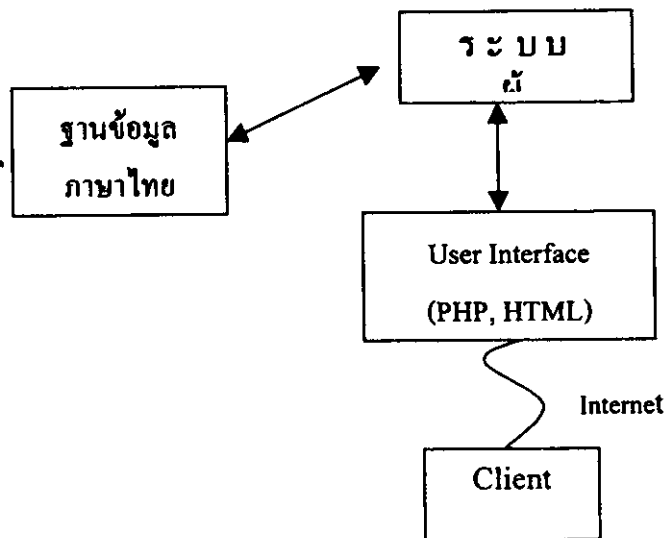 ร ะ บ บ
ฐานข้อมูล
ภาษาไทย
User Interface
(PHP, HTML)
Internet
Client